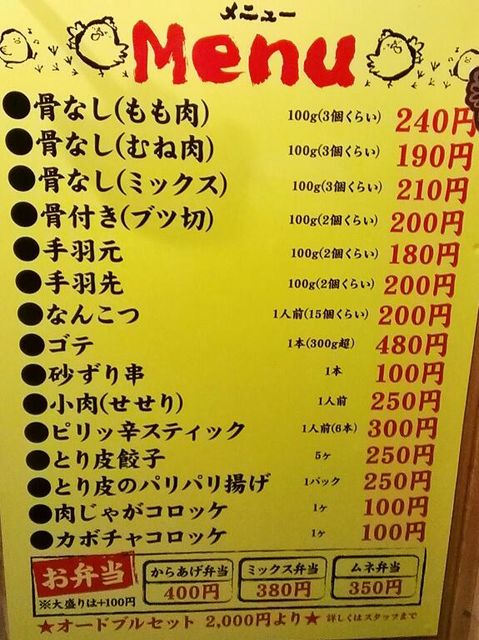 メニュー
Menu
●骨なし(もも肉) 100g(3個くらい) 240円
●骨なし(むね肉) 100g(3個くらい) 190円
●骨なし(ミックス) 100g(3個くらい) 210円
●骨付き(ブツ切) 100g(2個くらい) 200円
●手羽元 100g(2個くらい) 180円
●手羽先 100g(2個くらい) 200円
●なんこつ 1人前(15個くらい) 200円
●ゴテ 1本(300g超) 480円
●砂ずり串 1本 100円
●小肉(せせり) 1人前 250円
●ピリッ辛スティック 1人前(6本) 300円
●とり皮餃子 5ヶ 250円
●とり皮のパリパリ揚げ 1パック 250円
●肉じゃがコロッケ 1ヶ 100円
●カボチャコロッケ 1ヶ 100円
お弁当
※大盛りは+100円
からあげ弁当
400円
ミックス弁当
380円
ムネ弁当
350円
★オードブルセット 2,000円より★ 詳しくはスタッフまで